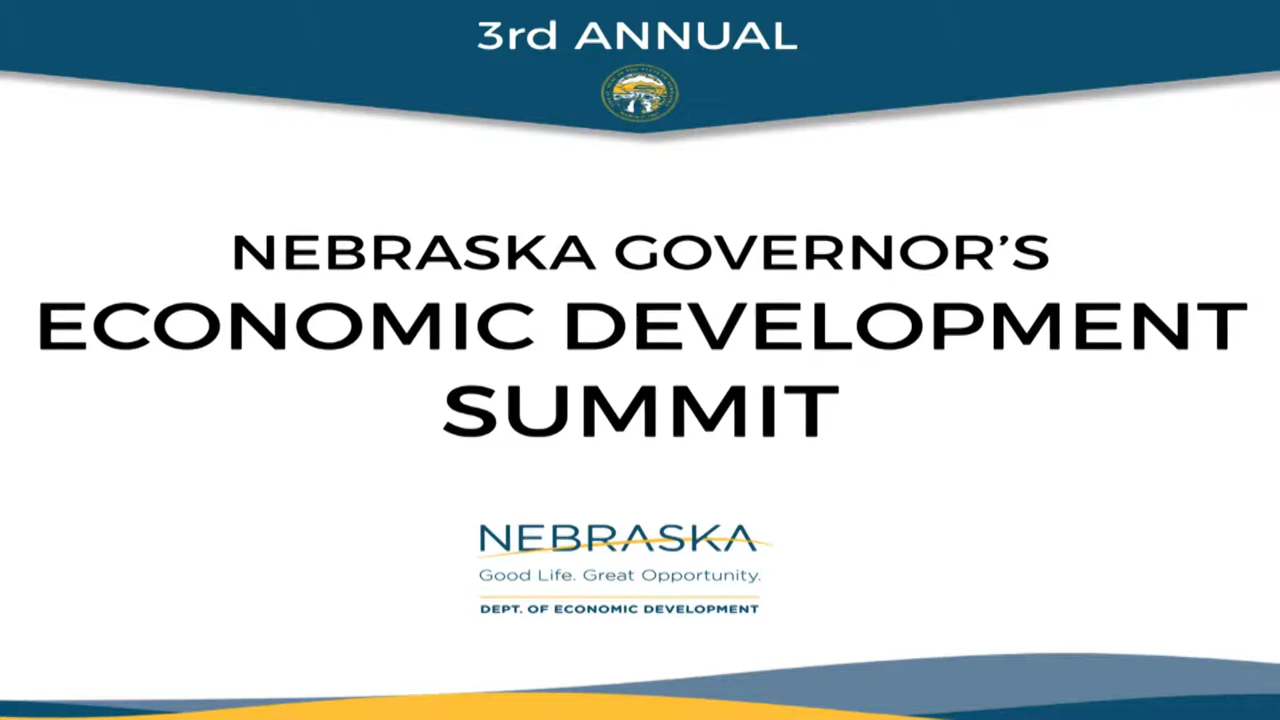 3rd ANNUAL
NEBRASKA GOVERNOR’S
ECONOMIC DEVELOPMENT
SUMMIT
NEBRASKA
Good Life. Great Opportunity.
DEPT. OF ECONOMIC DEVELOPMENT